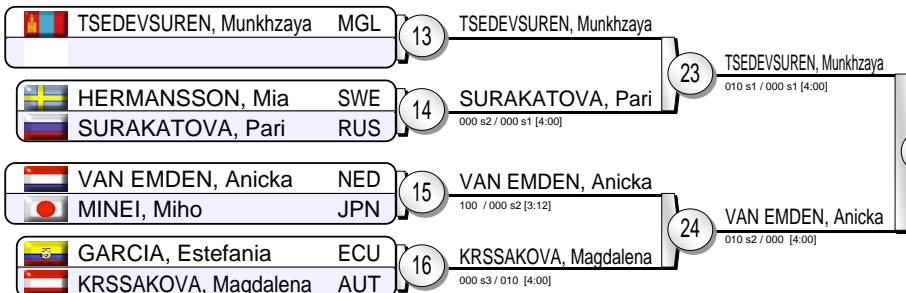 TSEDEVSUREN, Munkhzaya MGL
13
TSEDEVSUREN, Munkhzaya
23
TSEDEVSUREN, Munkhzaya
010 s1 / 000 s1 [4:00]
HERMANSSON, Mia SWE
SURAKATOVA, Pari RUS
14
SURAKATOVA, Pari
000 s2 / 000 s1 [4:00]
VAN EMDEN, Anicka NED
MINEI, Miho JPN
15
VAN EMDEN, Anicka
100 / 000 s2 [3:12]
24
VAN EMDEN, Anicka
010 s2 / 000 [4:00]
GARCIA, Estefania ECU
KRSSAKOVA, Magdalena AUT
16
KRSSAKOVA, Magdalena
000 s3 / 010 [4:00]